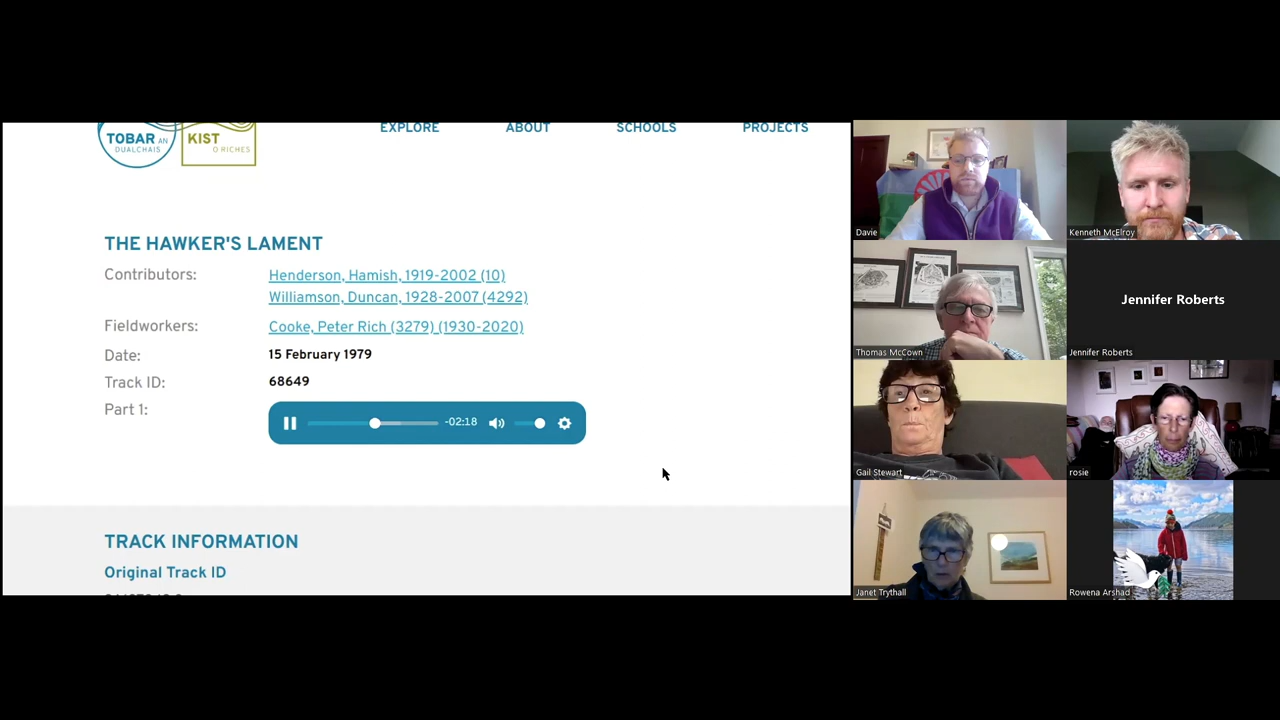 TOBAR AN
DUALCHAIS
KIST
O RICHES
EXPLORE
ABOUT
SCHOOLS
PROJECTS
THE HAWKER'S LAMENT
Contributors:
Henderson, Hamish, 1919-2002 (10)
Williamson, Duncan, 1928-2007 (4292)
Fieldworkers:
Cooke, Peter Rich (3279) (1930-2020)
Date:
15 February 1979
Track ID:
68649
Part 1:
-02:18
TRACK INFORMATION
Original Track ID
Davie
Kenneth McElroy
Thomas McCown
Jennifer Roberts
Jennifer Roberts
Gail Stewart
rosie
Janet Trythall
Rowena Arshad